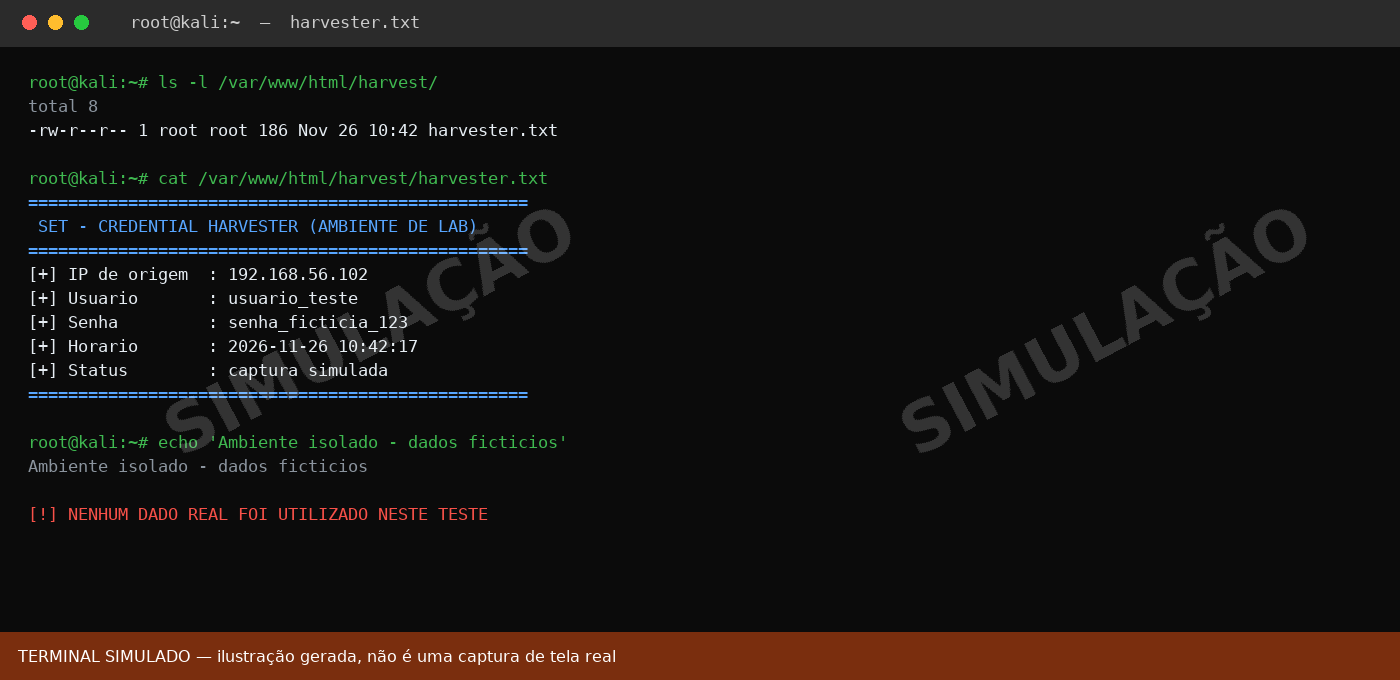 root@kali:~ — harvester.txt
root@kali:~# ls -l /var/www/html/harvest/
total 8
-rw-r--r-- 1 root root 186 Nov 26 10:42 harvester.txt
root@kali:~# cat /var/www/html/harvest/harvester.txt
==================================================
SET - CREDENTIAL HARVESTER (AMBIENTE DE LAB)
==================================================
[+] IP de origem  : 192.168.56.102
[+] Usuario       : usuario_teste
[+] Senha         : senha_ficticia_123
[+] Horario       : 2026-11-26 10:42:17
[+] Status        : captura simulada
==================================================
root@kali:~# echo 'Ambiente isolado - dados ficticios'
Ambiente isolado - dados ficticios
[!] NENHUM DADO REAL FOI UTILIZADO NESTE TESTE
SIMULAÇÃO
SIMULAÇÃO
TERMINAL SIMULADO — ilustração gerada, não é uma captura de tela real